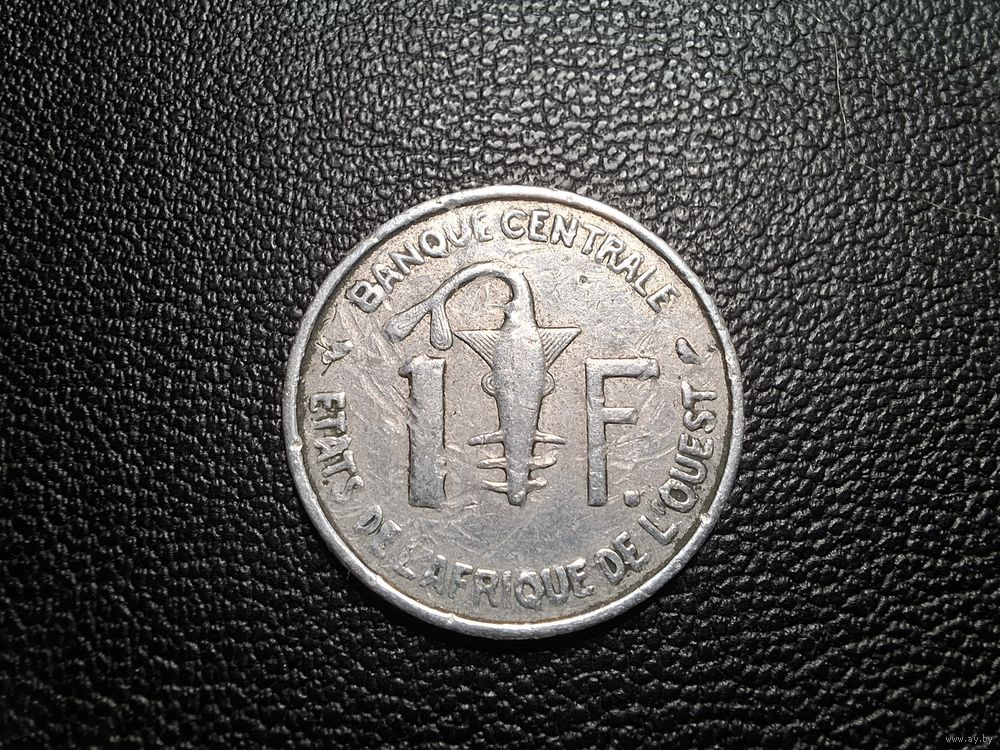 BANQUE CENTRALE
1 F.
ETATS DE L'AFRIQUE DE L'OUEST
www.ay.by